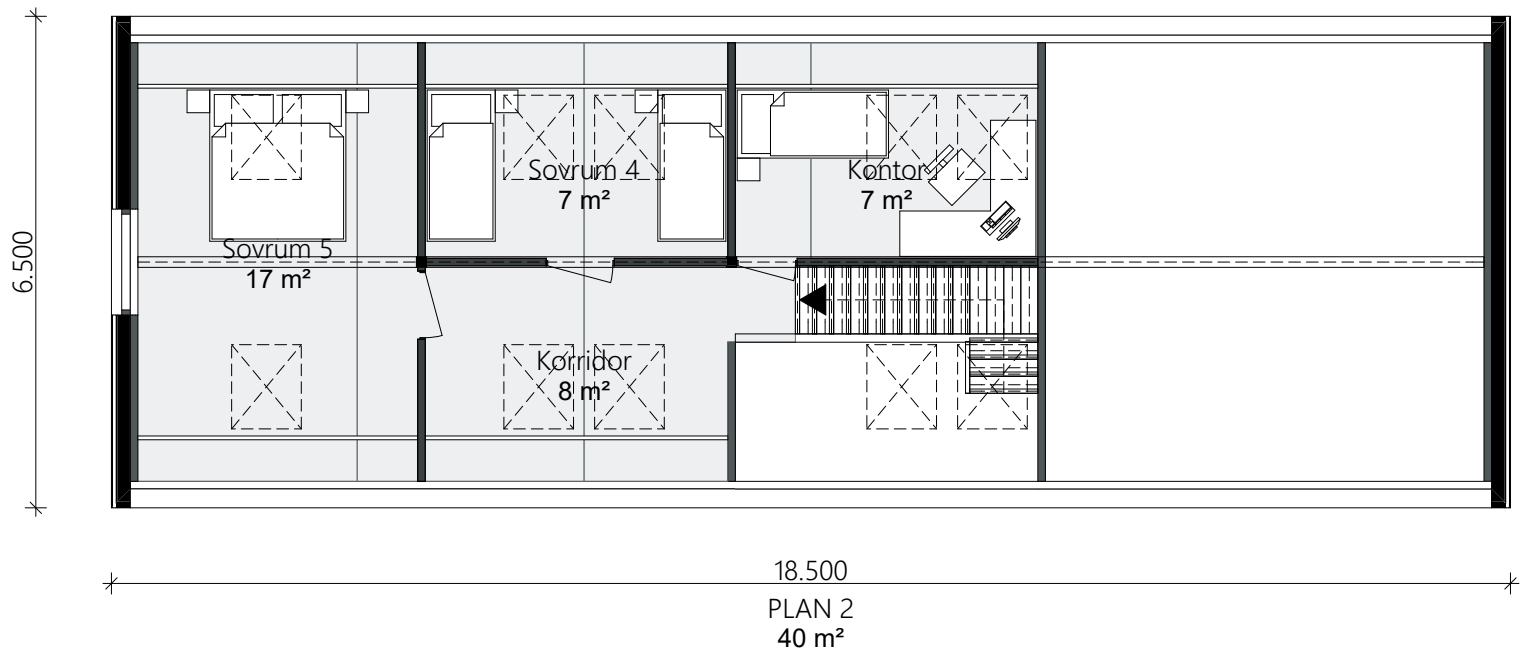 Sovrum 4
7 m²
Kontor
7 m²
Sovrum 5
17 m²
6.500
Korridor
8 m²
18.500
PLAN 2
40 m²